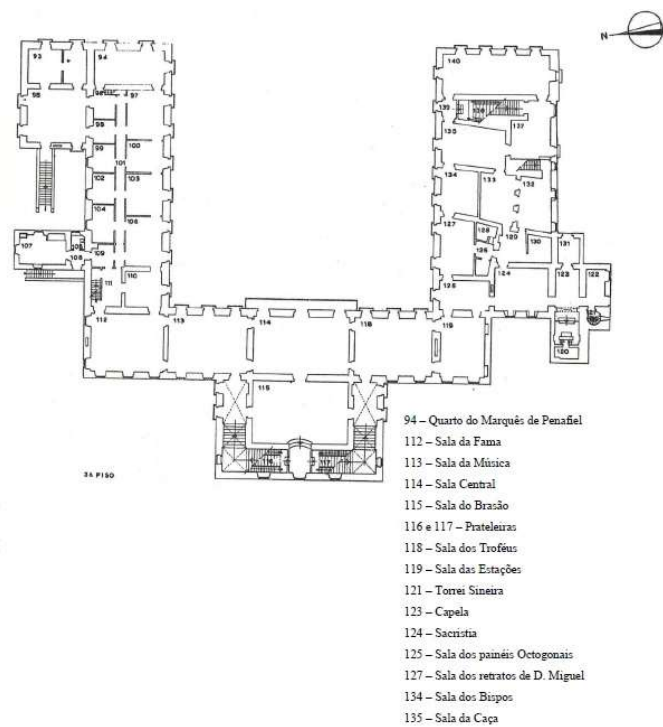 N
93
94
95
96
97
98
99
100
101
102
103
104
106
107
108
109
110
111
112
113
114
115
116
117
118
119
120
122
123
124
125
126
127
128
129
130
131
132
133
134
135
137
138
139
140
2A PISO
94 – Quarto do Marquês de Penafiel
112 – Sala da Fama
113 – Sala da Música
114 – Sala Central
115 – Sala do Brasão
116 e 117 – Prateleiras
118 – Sala dos Troféus
119 – Sala das Estações
121 – Torrei Sineira
123 – Capela
124 – Sacristia
125 – Sala dos painéis Octogonais
127 – Sala dos retratos de D. Miguel
134 – Sala dos Bispos
135 – Sala da Caça